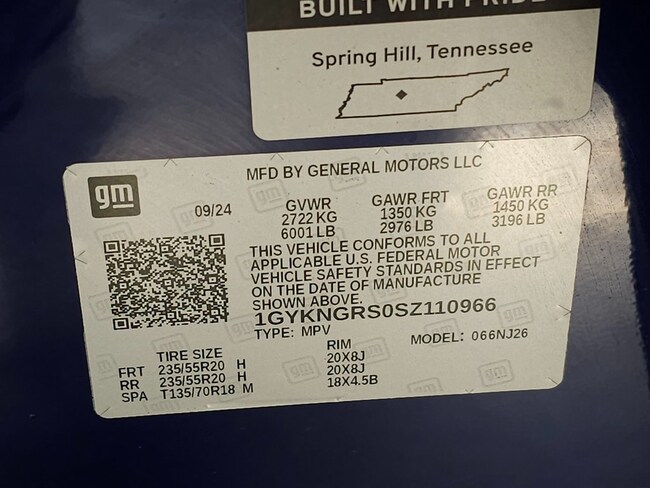 BUILT WITH PRIDE
Spring Hill, Tennessee
gm
MFD BY GENERAL MOTORS LLC
09/24
GVWR GAWR FRT GAWR RR
2722 KG 1350 KG 1450 KG
6001 LB 2976 LB 3196 LB
THIS VEHICLE CONFORMS TO ALL
APPLICABLE U.S. FEDERAL MOTOR
VEHICLE SAFETY STANDARDS IN EFFECT
ON THE DATE OF MANUFACTURE
SHOWN ABOVE.
1GYKNGRS0SZ110966
TYPE: MPV MODEL: 066NJ26
TIRE SIZE RIM
FRT 235/55R20 H 20X8J
RR 235/55R20 H 20X8J
SPA T135/70R18 M 18X4.5B